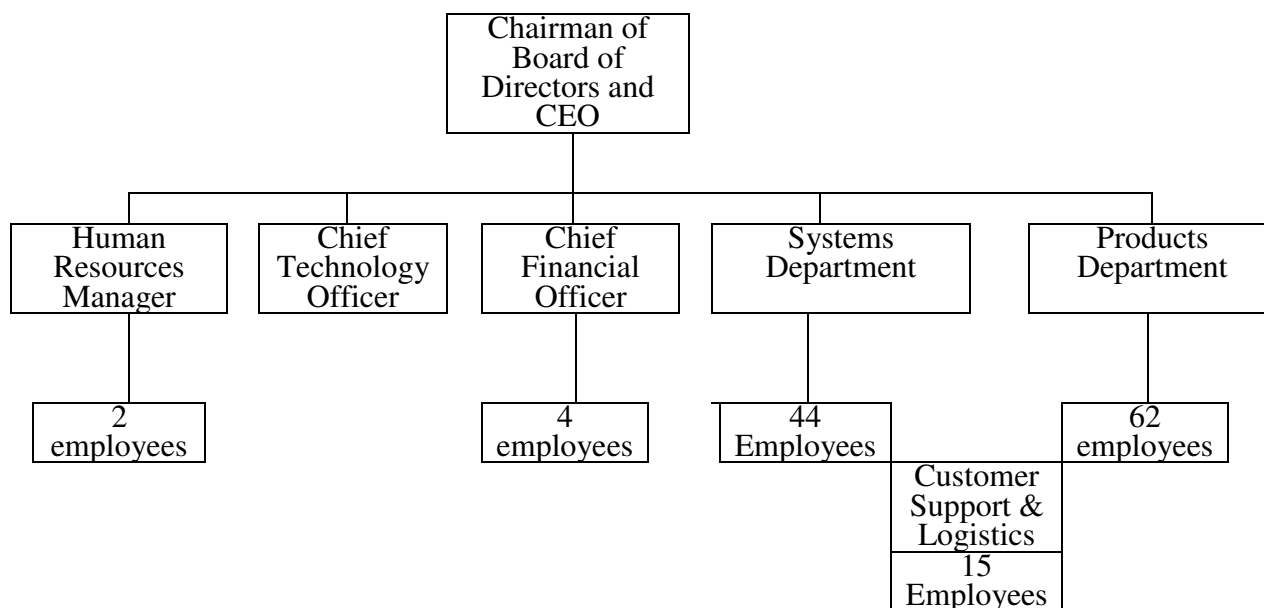 Chairman of
Board of
Directors and
CEO
Human
Resources
Manager
Chief
Technology
Officer
Chief
Financial
Officer
Systems
Department
Products
Department
2
employees
4
employees
44
Employees
62
employees
Customer
Support &
Logistics
15
Employees